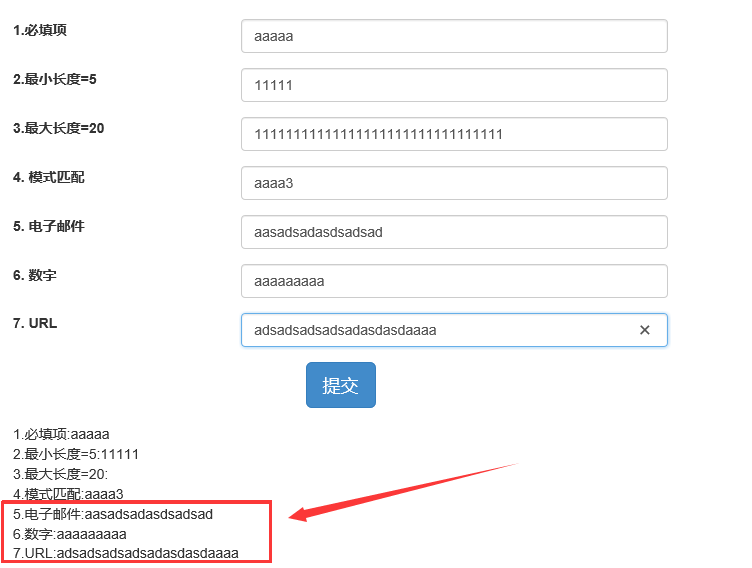 1.必填项
aaaaa
2.最小长度=5
11111
3.最大长度=20
1111111111111111111111111111111
4. 模式匹配
aaaa3
5. 电子邮件
aasadsadasdsadsad
6. 数字
aaaaaaaaa
7. URL
adsadsadsadsadasdasdaaaa
提交
1.必填项:aaaaa
2.最小长度=5:11111
3.最大长度=20:
4.模式匹配:aaaa3
5.电子邮件:aasadsadasdsadsad
6.数字:aaaaaaaaa
7.URL:adsadsadsadsadasdasdaaaa